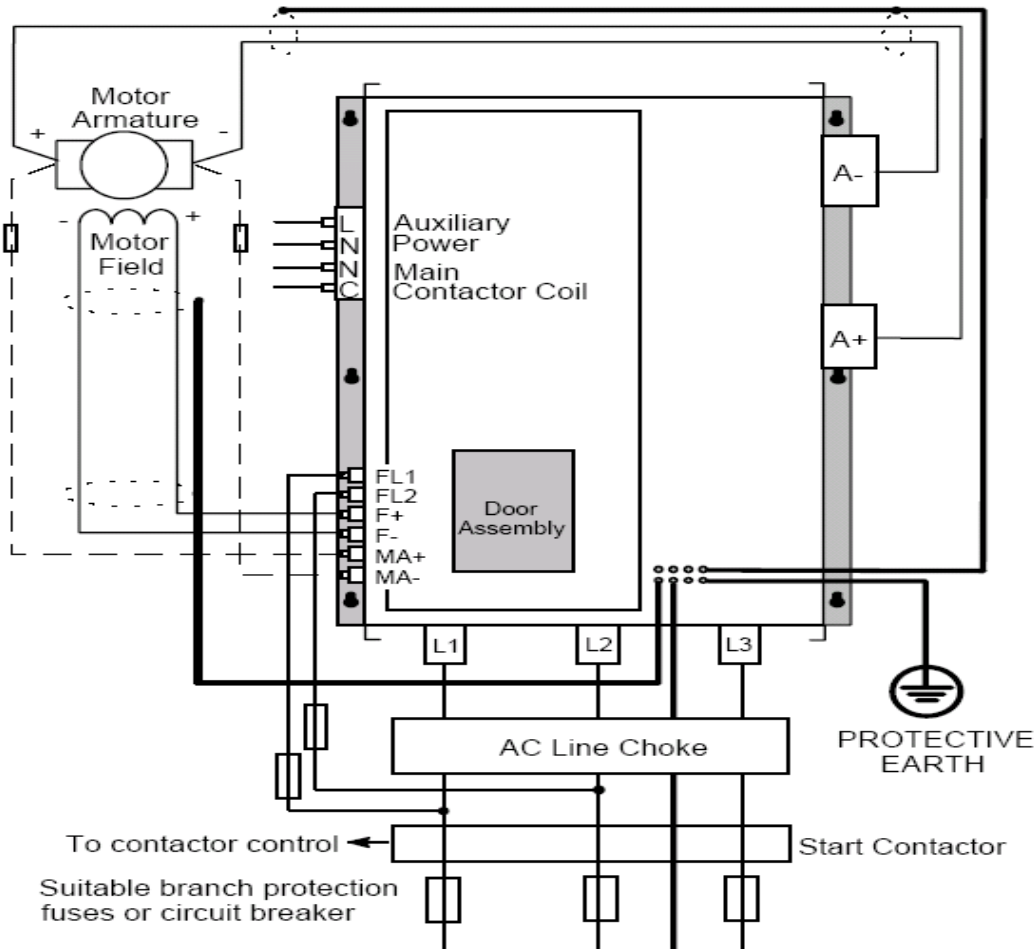 Motor
Armature
+
-
A-
-
+
Motor
Field
L
Auxiliary
N
Power
N
Main
C
Contactor Coil
A+
FL1
FL2
F+
F-
MA+
MA-
Door
Assembly
L1
L2
L3
AC Line Choke
PROTECTIVE
EARTH
To contactor control
Start Contactor
Suitable branch protection
fuses or circuit breaker